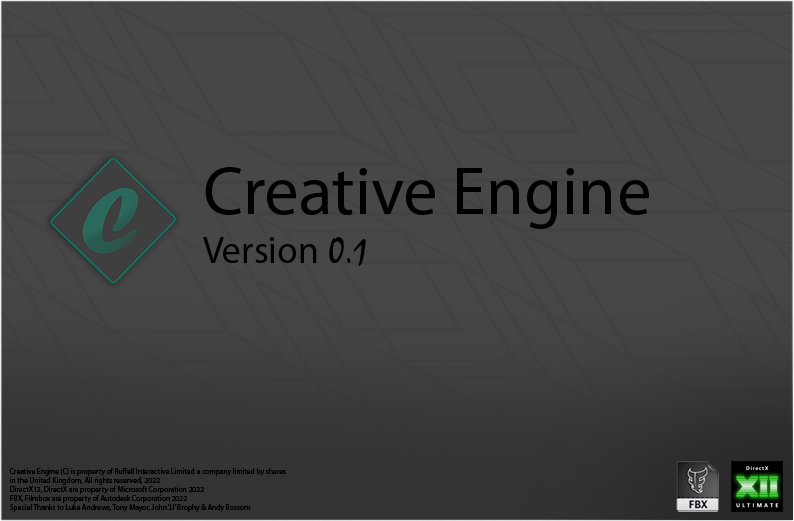 C
Creative Engine
Version 0.1
Creative Engine (C) is property of Ruffell Interactive Limited a company limited by shares
in the United Kingdom, All rights reserved, 2022
DirectX12, DirectX are property of Microsoft Corporation 2022
FBX, Filmbox are property of Autodesk Corporation 2022
Special Thanks to Luke Andrews, Tony Mayor, John 'JJ' Brophy & Andy Bossom
FBX
DirectX
XII
ULTIMATE